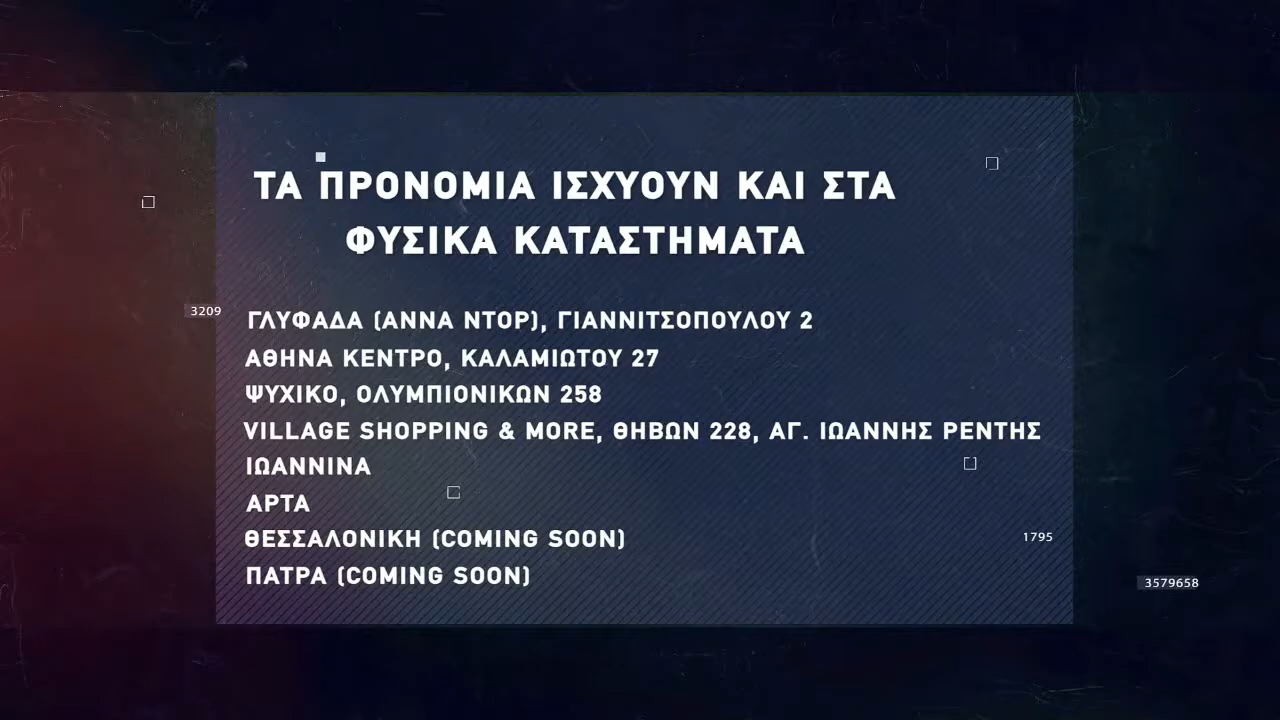 ΤΑ ΠΡΟΝΟΜΙΑ ΙΣΧΥΟΥΝ ΚΑΙ ΣΤΑ
ΦΥΣΙΚΑ ΚΑΤΑΣΤΗΜΑΤΑ
3209
ΓΛΥΦΑΔΑ (ΑΝΝΑ ΝΤΟΡ), ΓΙΑΝΝΙΤΣΟΠΟΥΛΟΥ 2
ΑΘΗΝΑ ΚΕΝΤΡΟ, ΚΑΛΑΜΙΩΤΟΥ 27
ΨΥΧΙΚΟ, ΟΛΥΜΠΙΟΝΙΚΩΝ 258
VILLAGE SHOPPING & MORE, ΘΗΒΩΝ 228, ΑΓ. ΙΩΑΝΝΗΣ ΡΕΝΤΗΣ
ΙΩΑΝΝΙΝΑ
ΑΡΤΑ
ΘΕΣΣΑΛΟΝΙΚΗ (COMING SOON)
1795
ΠΑΤΡΑ (COMING SOON)
3579658